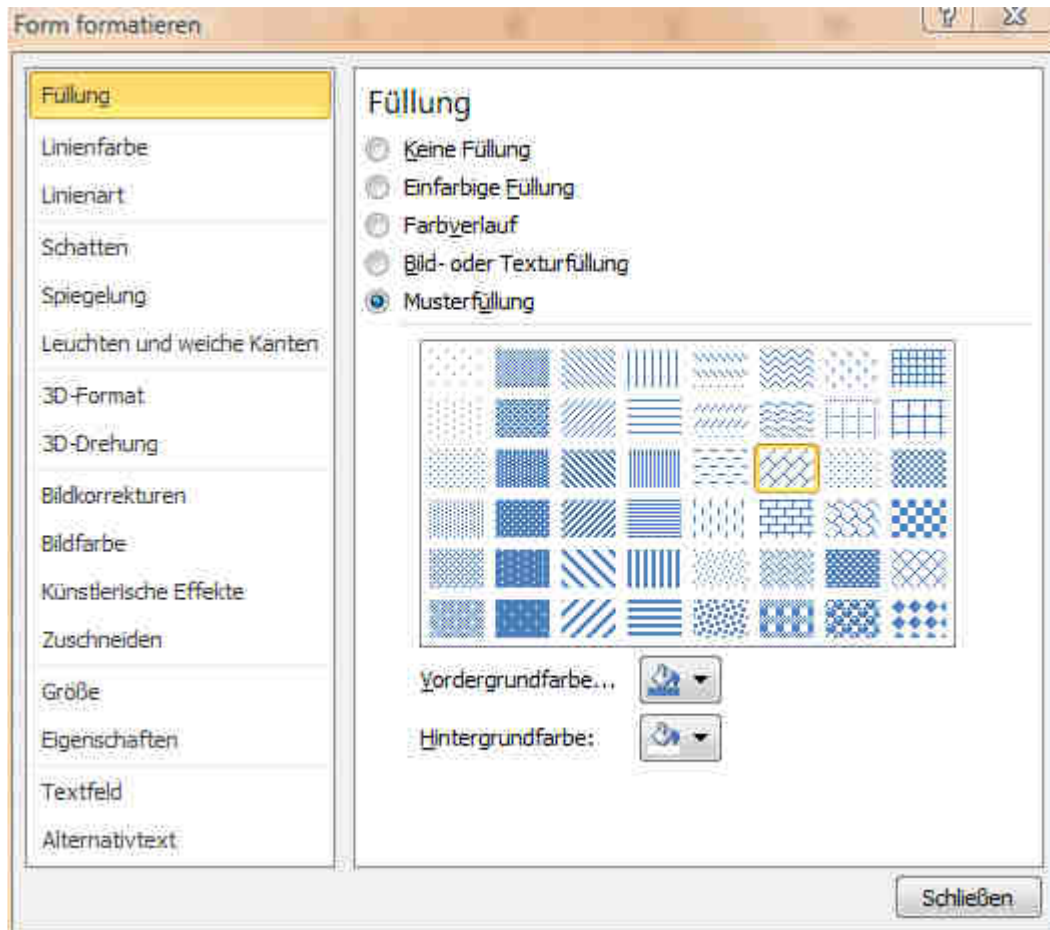 Form formatieren
Füllung
Linienfarbe
Linienart
Schatten
Spiegelung
Leuchten und weiche Kanten
3D-Format
3D-Drehung
Bildkorrekturen
Bildfarbe
Künstlerische Effekte
Zuschneiden
Größe
Eigenschaften
Textfeld
Alternativtext
Füllung
Keine Füllung
Einfarbige Füllung
Farbverlauf
Bild- oder Texturfüllung
Musterfüllung
Vordergrundfarbe...
Hintergrundfarbe:
Schließen